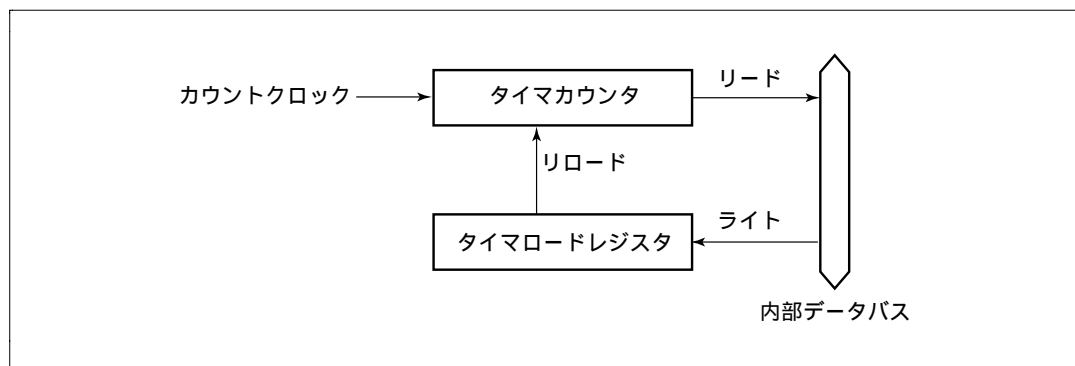 カウントクロック
タイマカウンタ
リード
リロード
タイマロードレジスタ
ライト
内部データバス